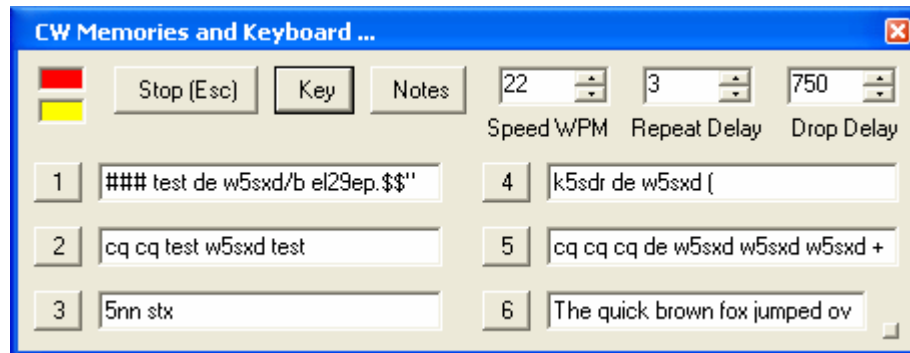 CW Memories and Keyboard ...
Stop (Esc) Key Notes 22 3 750
Speed WPM Repeat Delay Drop Delay
1 ### test de w5sxd/b el29ep.$$" 4 k5sdr de w5sxd (
2 cq cq test w5sxd test 5 cq cq cq de w5sxd w5sxd w5sxd +
3 5nn stx 6 The quick brown fox jumped ov